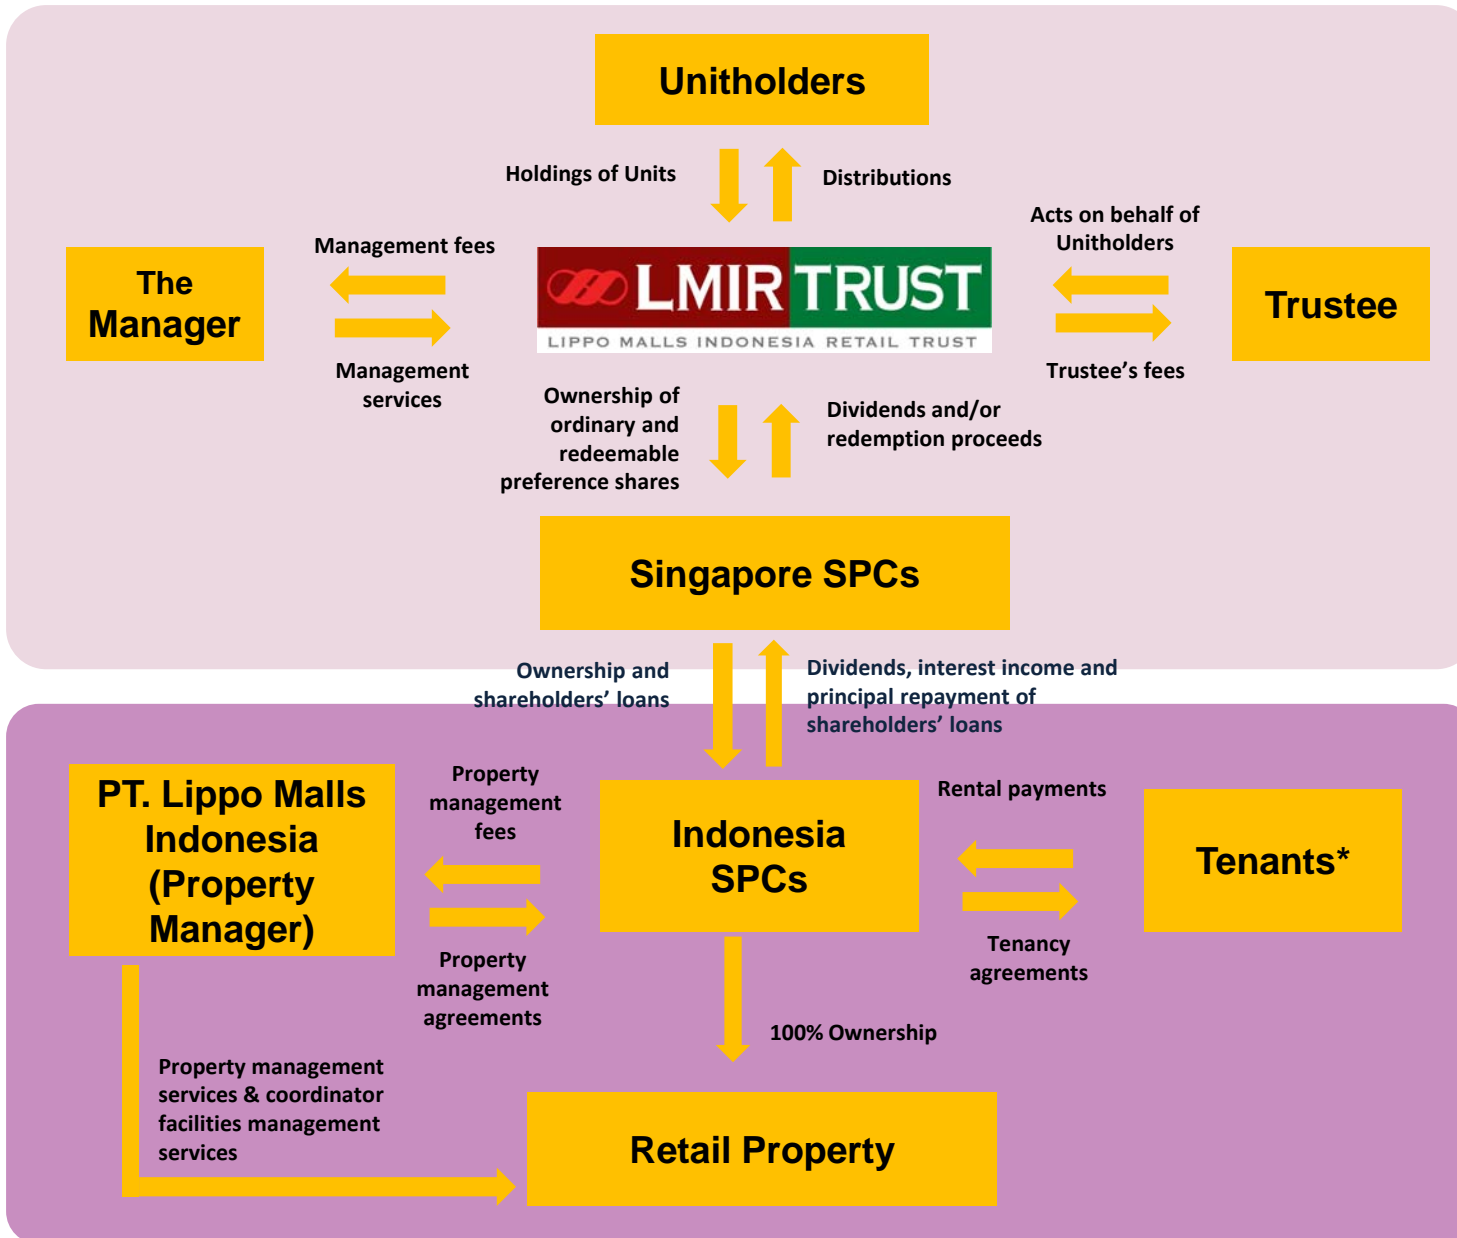 Unitholders
Holdings of Units
Distributions
Acts on behalf of
Unitholders
Management fees
The
Manager
LMIR TRUST
LIPPO MALLS INDONESIA RETAIL TRUST
Trustee
Management
services
Trustee’s fees
Ownership of
ordinary and
redeemable
preference shares
Dividends and/or
redemption proceeds
Singapore SPCs
Ownership and
shareholders’ loans
Dividends, interest income and
principal repayment of
shareholders’ loans
PT. Lippo Malls
Indonesia
(Property
Manager)
Property
management
fees
Indonesia
SPCs
Rental payments
Tenants*
Property
management
agreements
Tenancy
agreements
100% Ownership
Property management
services & coordinator
facilities management
services
Retail Property